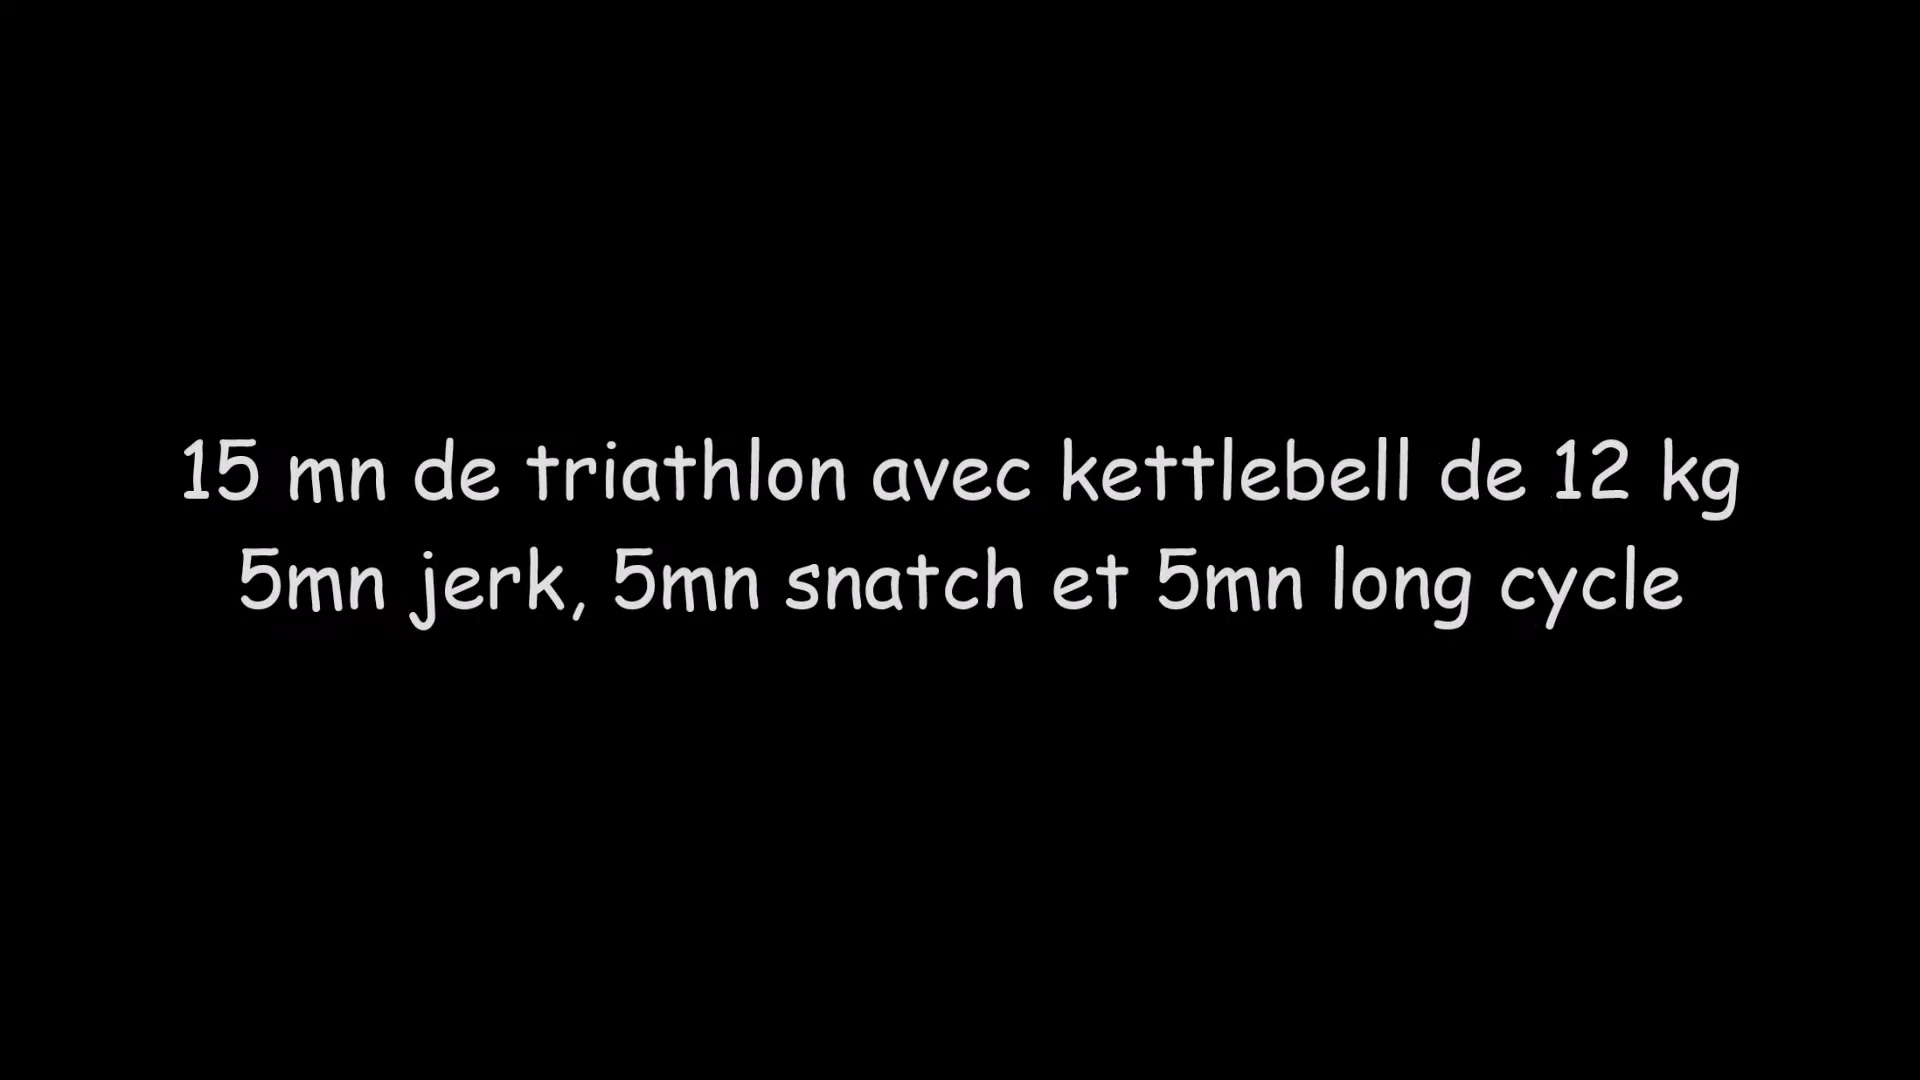 15 mn de triathlon avec kettlebell de 12 kg
5mn jerk, 5mn snatch et 5mn long cycle